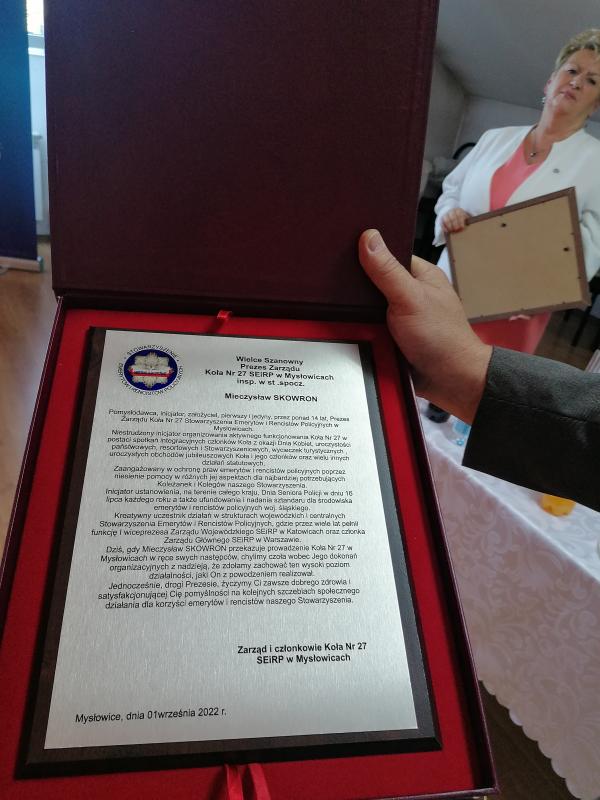 STOWARZYSZENIE
EMERYTÓW I RENCISTÓW POLICYJNYCH
Wielce Szanowny
Prezes Zarządu
Koła Nr 27 SEiRP w Mysłowicach
insp. w st .spocz.
Mieczysław SKOWRON
Pomysłodawca, inicjator, założyciel, pierwszy i jedyny, przez ponad 14 lat, Prezes
Zarządu Koła Nr 27 Stowarzyszenia Emerytów i Rencistów Policyjnych w
Mysłowicach.
Niestrudzony inicjator organizowania aktywnego funkcjonowania Koła Nr 27 w
postaci spotkań integracyjnych członków Koła z okazji Dnia Kobiet, uroczystości
państwowych, resortowych i Stowarzyszeniowych, wycieczek turystycznych ,
uroczystych obchodów jubileuszowych Koła i jego członków oraz wielu innych
działań statutowych.
Zaangażowany w ochronę praw emerytów i rencistów policyjnych poprzez
niesienie pomocy w różnych jej aspektach dla najbardziej potrzebujących
Koleżanek i Kolegów naszego Stowarzyszenia.
Inicjator ustanowienia, na terenie całego kraju, Dnia Seniora Policji w dniu 16
lipca każdego roku a także ufundowania i nadania sztandaru dla środowiska
emerytów i rencistów policyjnych woj. śląskiego.
Kreatywny uczestnik działań w strukturach wojewódzkich i centralnych
Stowarzyszenia Emerytów i Rencistów Policyjnych, gdzie przez wiele lat pełnił
funkcję i wiceprezesa Zarządu Wojewódzkiego SEiRP w Katowicach oraz członka
Zarządu Głównego SEiRP w Warszawie.
Dziś, gdy Mieczysław SKOWRON przekazuje prowadzenie Koła Nr 27 w
Mysłowicach w ręce swych następców, chylimy czoła wobec Jego dokonań
organizacyjnych z nadzieją, że zdołamy zachować ten wysoki poziom
działalności, jaki On z powodzeniem realizował.
Jednocześnie, drogi Prezesie, życzymy Ci zawsze dobrego zdrowia i
satysfakcjonującej Cię pomyślności na kolejnych szczeblach społecznego
działania dla korzyści emerytów i rencistów naszego Stowarzyszenia.
Zarząd i członkowie Koła Nr 27
SEiRP w Mysłowicach
Mysłowice, dnia 01września 2022 r.